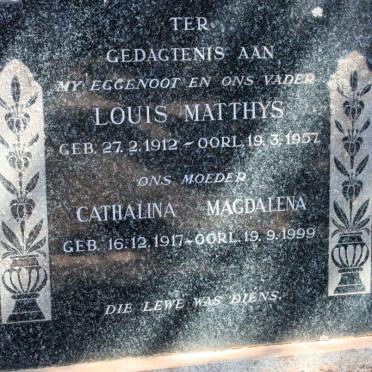 TER
GEDAGTENIS AAN
MY EGGENOOT EN ONS VADER
LOUIS MATTHYS
GEB. 27.2.1912 ~ OORL. 19.3.1957
ONS MOEDER
CATHALINA MAGDALENA
GEB. 16.12.1917 ~ OORL. 19.9.1999
DIE LEWE WAS DIENS.